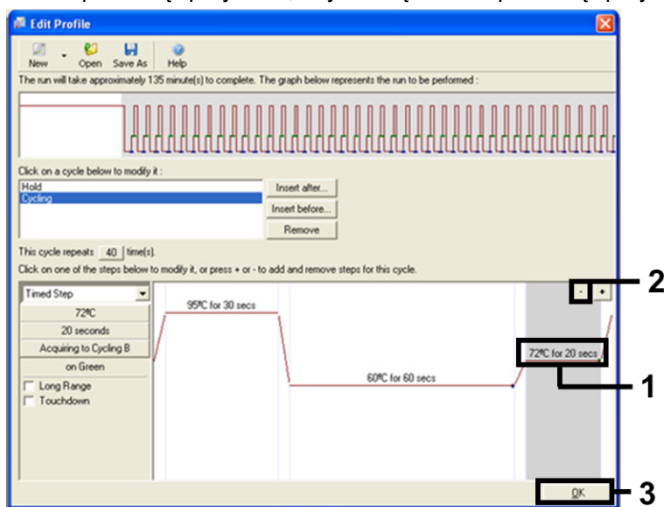 Edit Profile
New Open Save As Help
The run will take approximately 135 minute(s) to complete. The graph below represents the run to be performed :
Click on a cycle below to modify it :
Hold
Cycling
Insert after...
Insert before...
Remove
This cycle repeats 40 time(s).
Click on one of the steps below to modify it, or press + or - to add and remove steps for this cycle.
Timed Step
72ºC
20 seconds
Acquiring to Cycling B
on Green
Long Range
Touchdown
95ºC for 30 secs
60ºC for 60 secs
72ºC for 20 secs
- +
2
1
OK
3